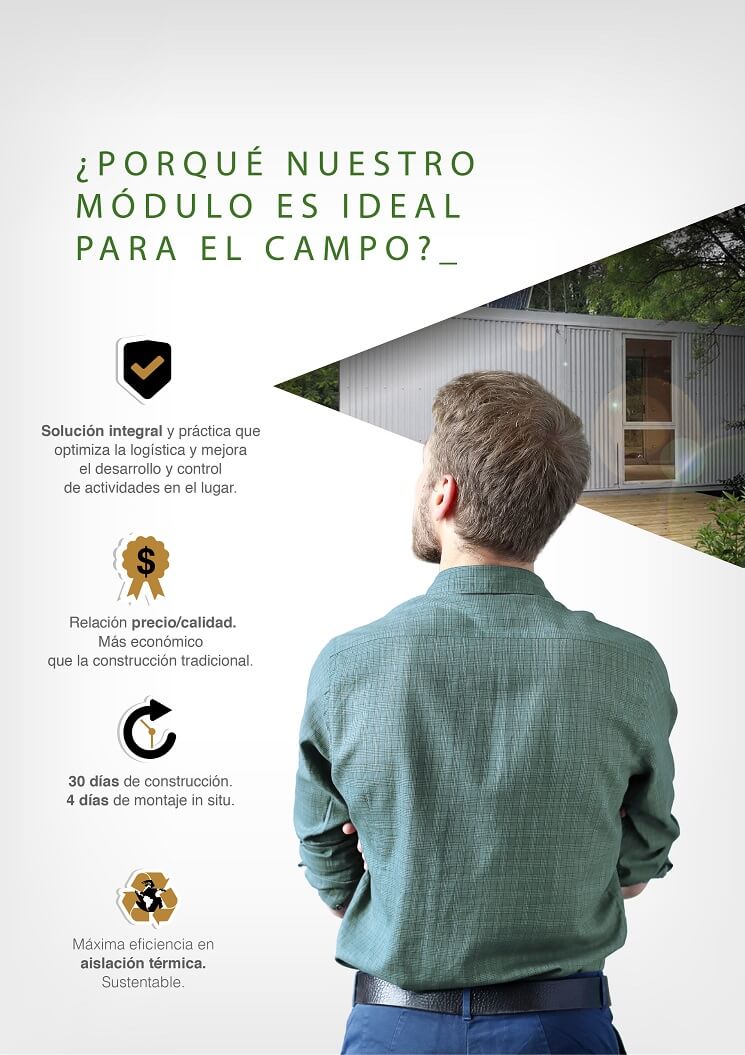 ¿PORQUÉ NUESTRO
MÓDULO ES IDEAL
PARA EL CAMPO?_
Solución integral y práctica que
optimiza la logística y mejora
el desarrollo y control
de actividades en el lugar.
$
Relación precio/calidad.
Más económico
que la construcción tradicional.
30 días de construcción.
4 días de montaje in situ.
Máxima eficiencia en
aislación térmica.
Sustentable.